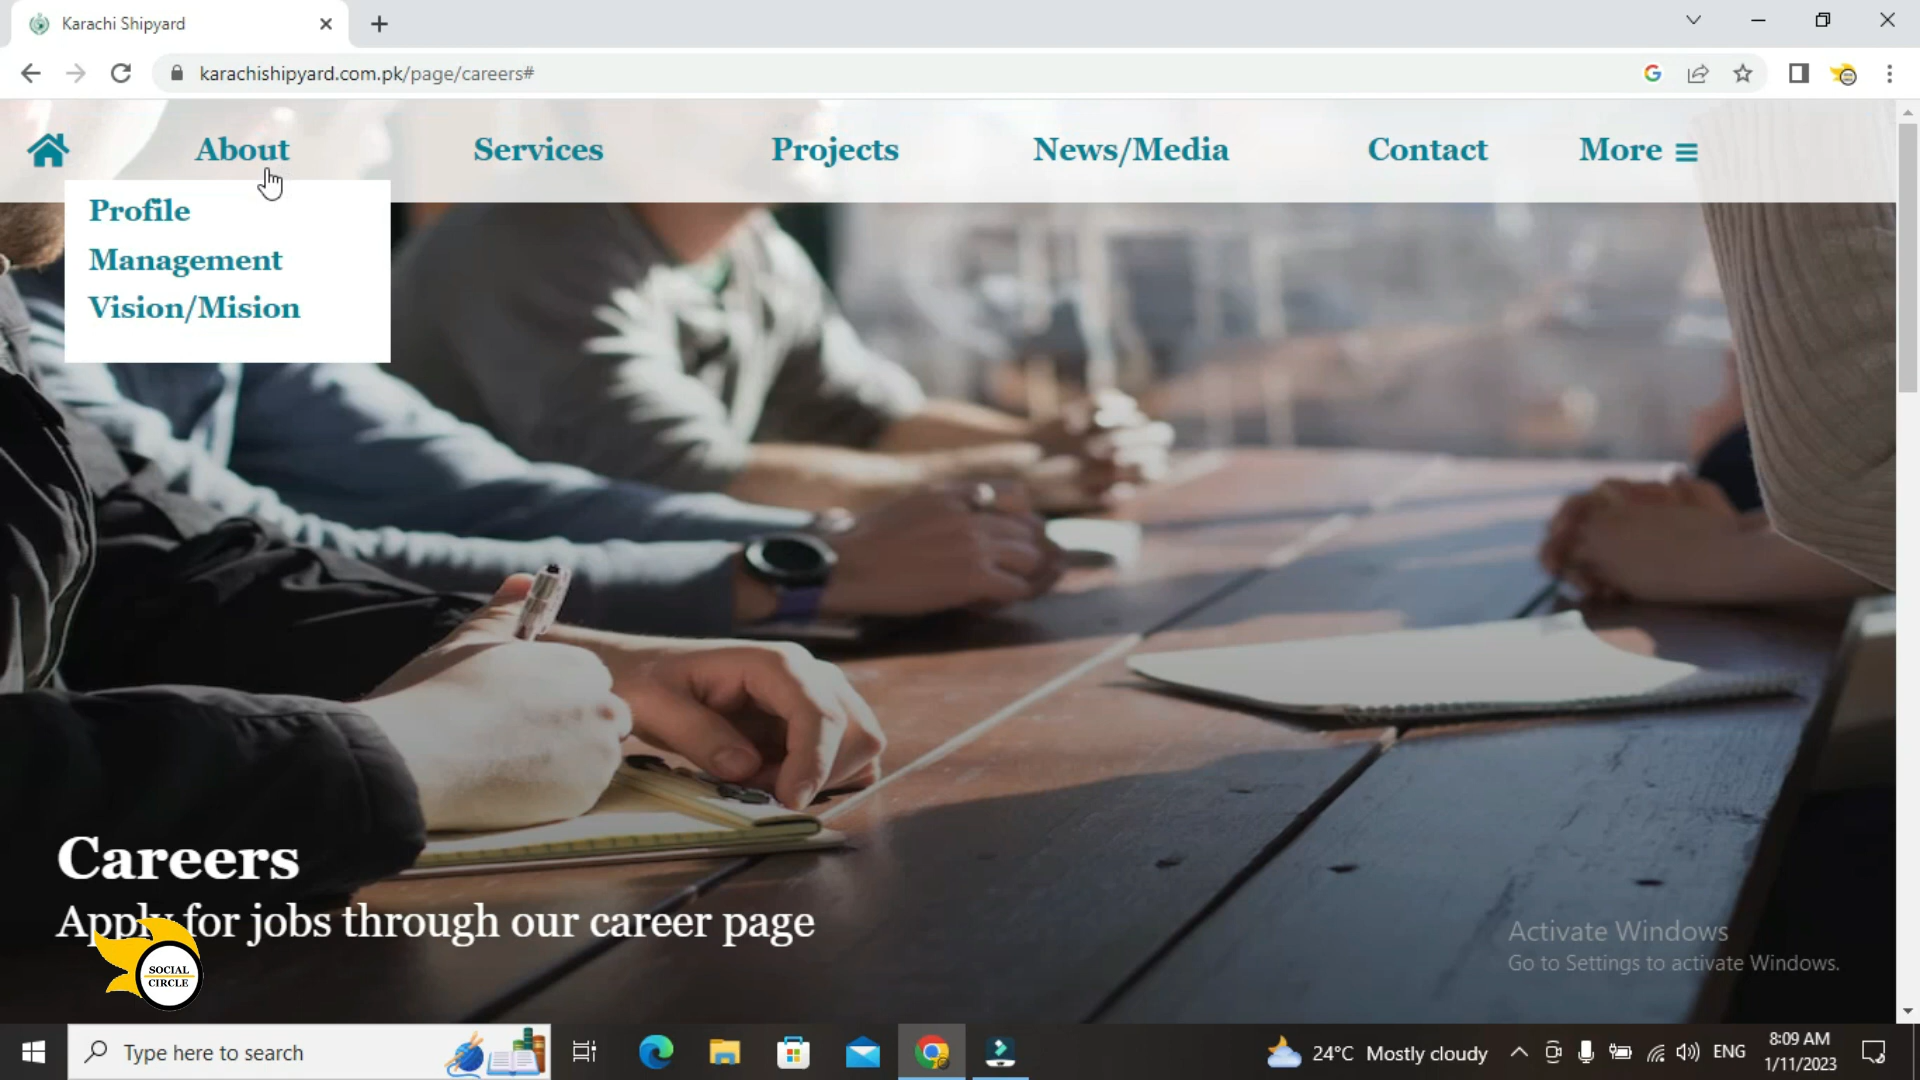 Karachi Shipyard
karachishipyard.com.pk/page/careers#
About
Services
Projects
News/Media
Contact
More
Profile
Management
Vision/Mision
Careers
Apply for jobs through our career page
SOCIAL
CIRCLE
Activate Windows
Go to Settings to activate Windows.
Type here to search
24°C Mostly cloudy
ENG
8:09 AM
1/11/2023